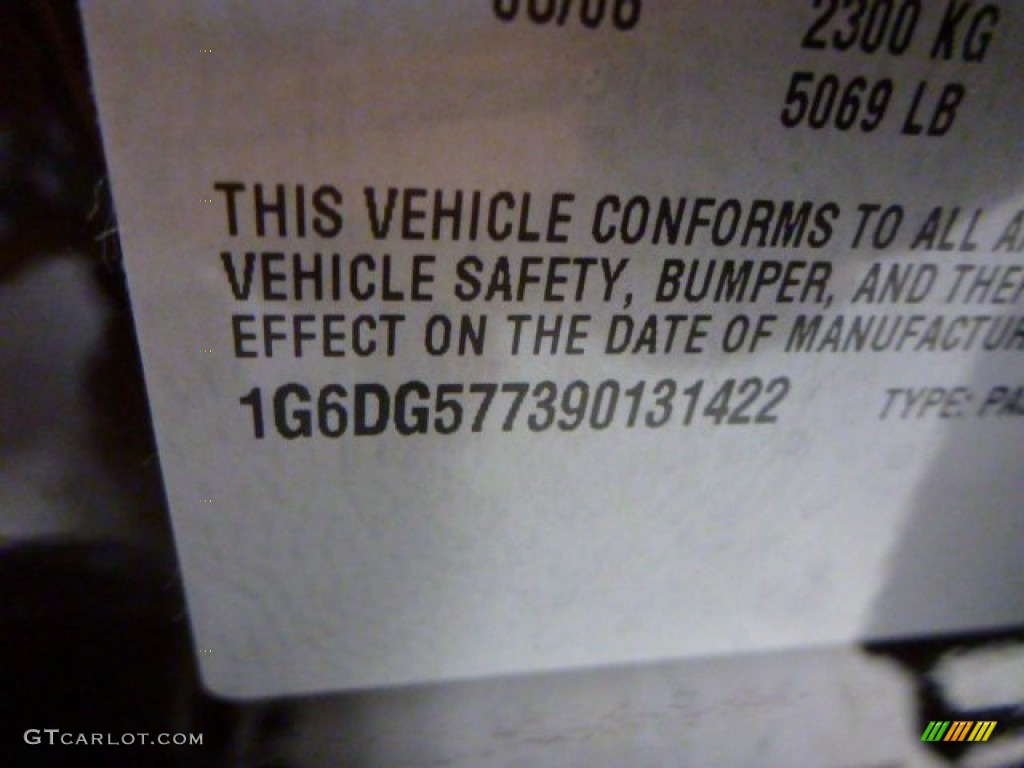 2300 KG
5069 LB
THIS VEHICLE CONFORMS TO ALL
VEHICLE SAFETY, BUMPER, AND
EFFECT ON THE DATE OF
1G6DG577390131422 TYPE:
GTCARLOT.COM